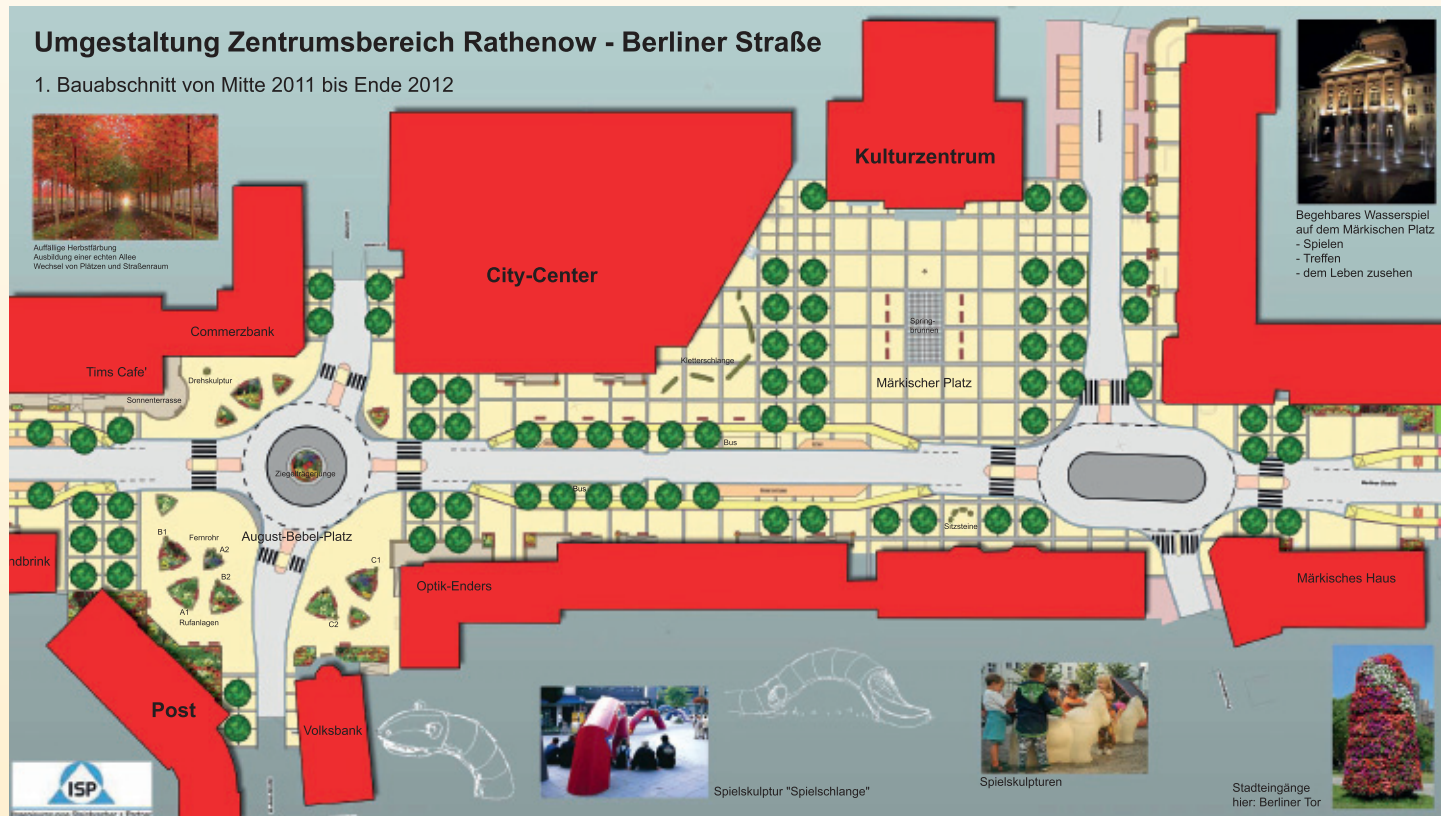 Umgestaltung Zentrumsbereich Rathenow - Berliner Straße
1. Bauabschnitt von Mitte 2011 bis Ende 2012
Auffällige Herbstfärbung
Ausbildung einer echten Allee
Wechsel von Plätzen und Straßenraum
Begehbares Wasserspiel
auf dem Märkischen Platz
- Spielen
- Treffen
- dem Leben zusehen
Kulturzentrum
City-Center
Commerzbank
Tims Cafe'
Sonnenterrasse
Drehskulptur
Kletterschlange
Spring-
brunnen
Märkischer Platz
Bus
Ziegelträgerjunge
Bus
Berliner Straße
Sitzsteine
August-Bebel-Platz
B1
Fernrohr
A2
B2
A1
Rufanlagen
C1
C2
ndbrink
Optik-Enders
Märkisches Haus
Post
Volksbank
ISP
Spielskulptur "Spielschlange"
Spielskulpturen
Stadteingänge
hier: Berliner Tor